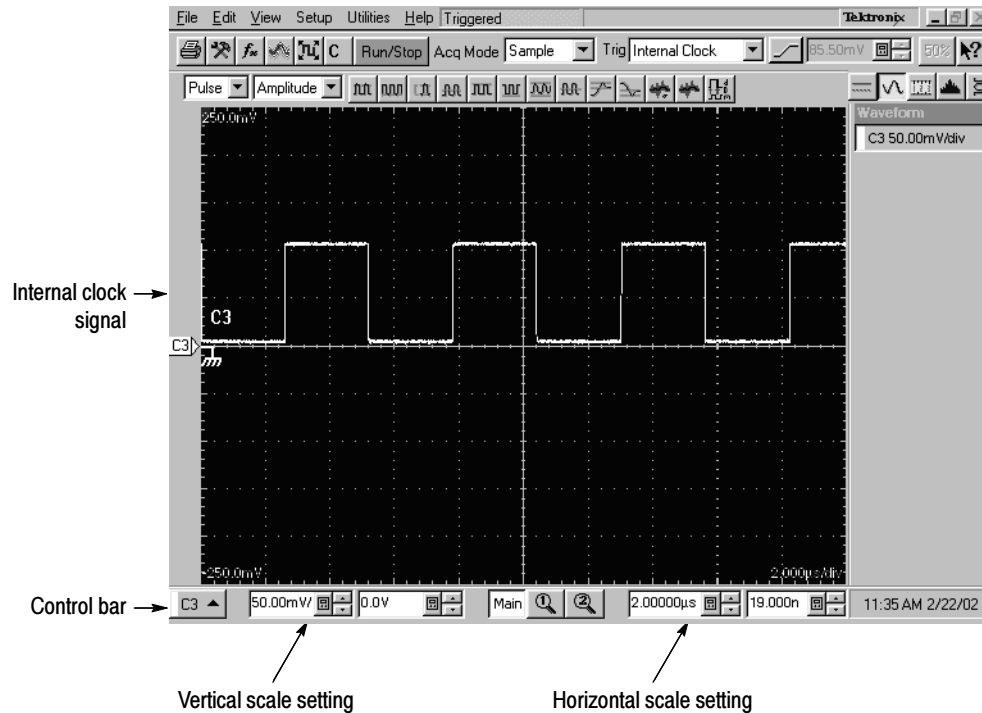 File Edit View Setup Utilities Help Triggered Tektronix
C Run/Stop Acq Mode Sample Trig Internal Clock 85.50mV 50%
Pulse Amplitude
250.0mV
Waveform
C3 50.00mV/div
Internal clock
signal
C3
C3
-250.0mV 2.000µs/div
Control bar
C3 50.00mV/ 0.0V Main 1 2 2.00000µs 19.000n 11:35 AM 2/22/02
Vertical scale setting Horizontal scale setting